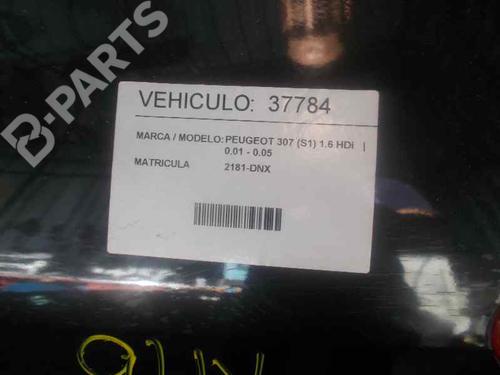 B-PARTS
VEHICULO: 37784
MARCA / MODELO: PEUGEOT 307 (S1) 1.6 HDi |
0.01 - 0.05
MATRICULA 2181-DNX